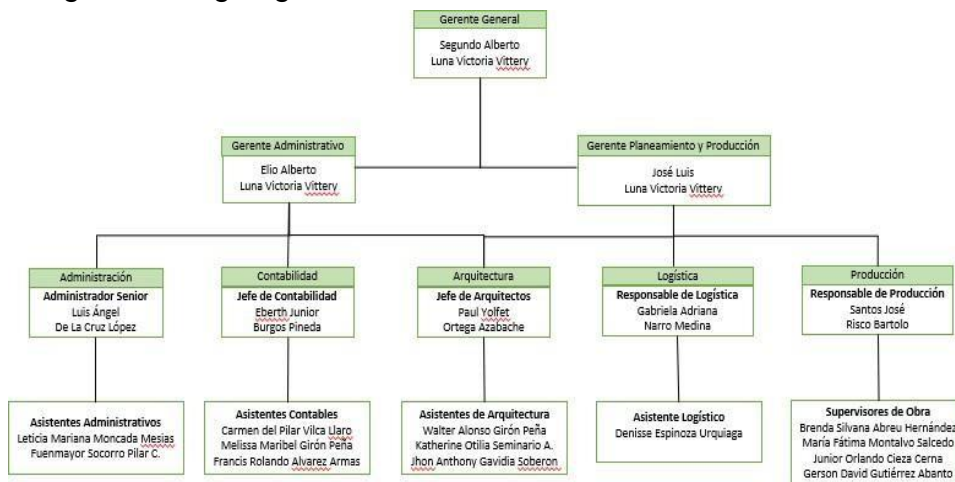 Gerente General
Segundo Alberto
Luna Victoria Vittery
Gerente Administrativo
Elio Alberto
Luna Victoria Vittery
Gerente Planeamiento y Producción
José Luis
Luna Victoria Vittery
Administración
Administrador Senior
Luis Ángel
De La Cruz López
Contabilidad
Jefe de Contabilidad
Eberth Junior
Burgos Pineda
Arquitectura
Jefe de Arquitectos
Paul Yolfet
Ortega Azabache
Logística
Responsable de Logística
Gabriela Adriana
Narro Medina
Producción
Responsable de Producción
Santos José
Risco Bartolo
Asistentes Administrativos
Leticia Mariana Moncada Mesias
Fuenmayor Socorro Pilar C.
Asistentes Contables
Carmen del Pilar Vilca Llaro
Melissa Maribel Girón Peña
Francis Rolando Alvarez Armas
Asistentes de Arquitectura
Walter Alonso Girón Peña
Katherine Otilia Seminario A.
Jhon Anthony Gavidia Soberon
Asistente Logístico
Denisse Espinoza Urquiaga
Supervisores de Obra
Brenda Silvana Abreu Hernández
María Fátima Montalvo Salcedo
Junior Orlando Cieza Cerna
Gerson David Gutiérrez Abanto